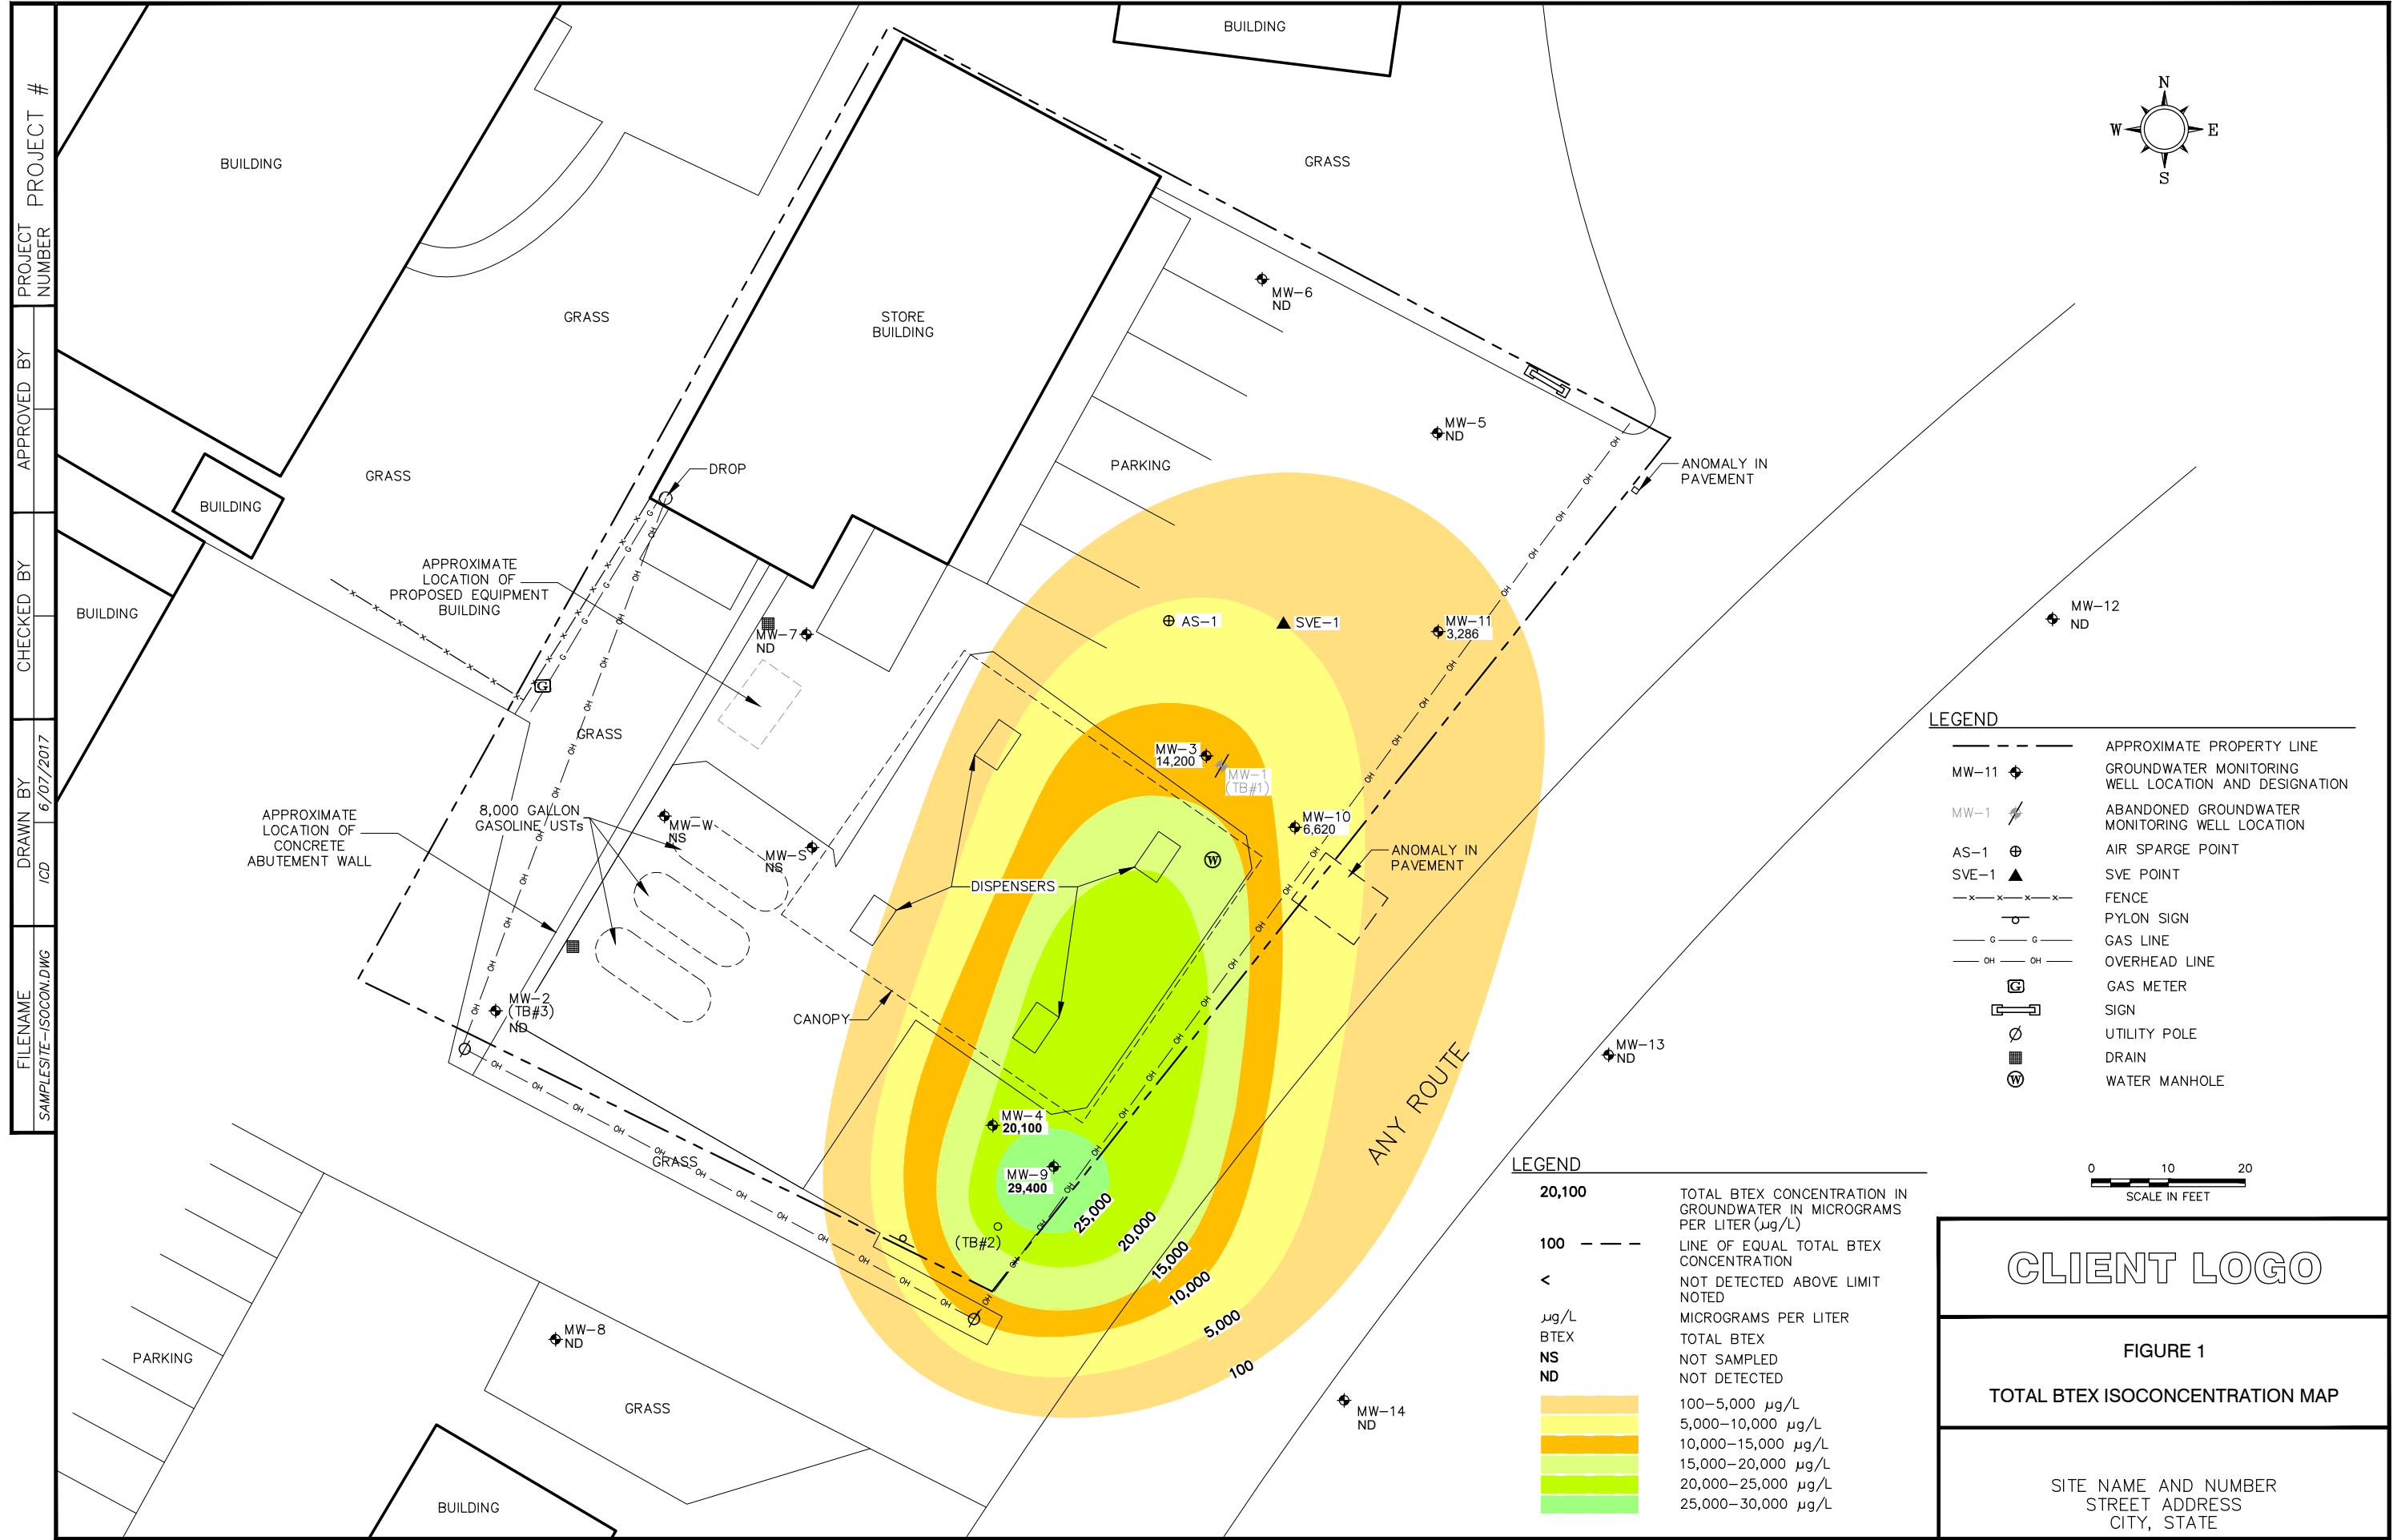 PROJECT NUMBER
PROJECT #
APPROVED BY
CHECKED BY
DRAWN BY
ICD
6/07/2017
FILENAME
SAMPLESITE-ISOCON.DWG
BUILDING
BUILDING
GRASS
N
W E
S
GRASS
STORE
BUILDING
MW-6
ND
MW-5
ND
PARKING
ANOMALY IN
PAVEMENT
DROP
GRASS
BUILDING
BUILDING
APPROXIMATE
LOCATION OF
PROPOSED EQUIPMENT
BUILDING
MW-7
ND
AS-1
SVE-1
MW-11
3,286
MW-12
ND
G
GRASS
MW-3
14,200
MW-1
(TB#1)
MW-10
6,620
W
ANOMALY IN
PAVEMENT
8,000 GALLON
GASOLINE USTs
MW-W
NS
MW-S
NS
DISPENSERS
APPROXIMATE
LOCATION OF
CONCRETE
ABUTEMENT WALL
MW-2
(TB#3)
ND
CANOPY
MW-13
ND
ANY ROUTE
MW-4
20,100
MW-9
29,400
GRASS
(TB#2)
25,000
20,000
15,000
10,000
5,000
100
MW-8
ND
MW-14
ND
PARKING
GRASS
BUILDING
OH
G
X
LEGEND
APPROXIMATE PROPERTY LINE
MW-11 GROUNDWATER MONITORING
WELL LOCATION AND DESIGNATION
MW-1 ABANDONED GROUNDWATER
MONITORING WELL LOCATION
AS-1 AIR SPARGE POINT
SVE-1 SVE POINT
x x x x FENCE
PYLON SIGN
G G GAS LINE
OH OH OVERHEAD LINE
G GAS METER
SIGN
UTILITY POLE
DRAIN
W WATER MANHOLE
0 10 20
SCALE IN FEET
LEGEND
20,100 TOTAL BTEX CONCENTRATION IN
GROUNDWATER IN MICROGRAMS
PER LITER (µg/L)
100 LINE OF EQUAL TOTAL BTEX
CONCENTRATION
< NOT DETECTED ABOVE LIMIT
NOTED
µg/L MICROGRAMS PER LITER
BTEX TOTAL BTEX
NS NOT SAMPLED
ND NOT DETECTED
100-5,000 µg/L
5,000-10,000 µg/L
10,000-15,000 µg/L
15,000-20,000 µg/L
20,000-25,000 µg/L
25,000-30,000 µg/L
CLIENT LOGO
FIGURE 1
TOTAL BTEX ISOCONCENTRATION MAP
SITE NAME AND NUMBER
STREET ADDRESS
CITY, STATE